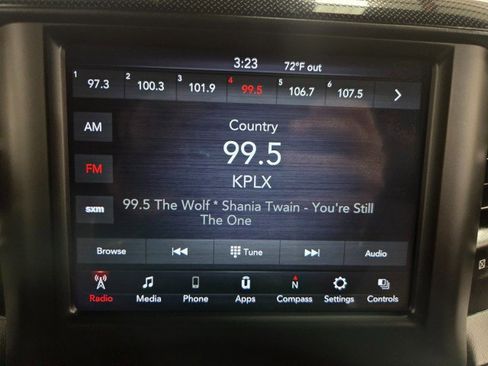 3:23 72°F out
1 97.3 2 100.3 3 101.9 4 99.5 5 106.7 6 107.5
AM
Country
99.5
FM
KPLX
sxm
99.5 The Wolf * Shania Twain - You're Still
The One
Browse Tune Audio
Radio Media Phone Apps Compass Settings Controls
N